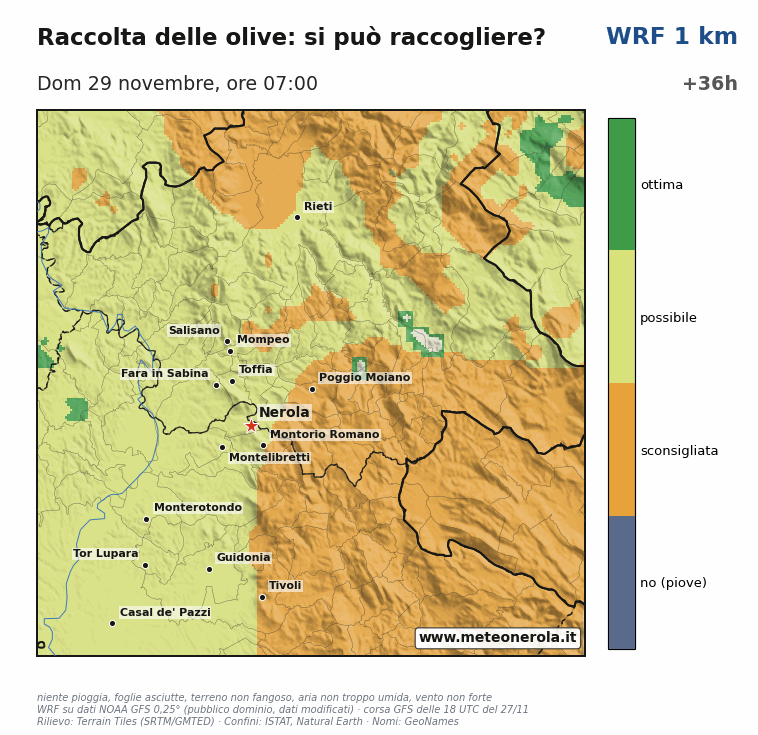 Raccolta delle olive: si può raccogliere?
WRF 1 km
Dom 29 novembre, ore 07:00
+36h
ottima
possibile
sconsigliata
no (piove)
Rieti
Salisano
Mompeo
Fara in Sabina
Toffia
Poggio Moiano
Nerola
Montorio Romano
Montelibretti
Monterotondo
Tor Lupara
Guidonia
Tivoli
Casal de' Pazzi
www.meteonerola.it
niente pioggia, foglie asciutte, terreno non fangoso, aria non troppo umida, vento non forte
WRF su dati NOAA GFS 0,25° (pubblico dominio, dati modificati) · corsa GFS delle 18 UTC del 27/11
Rilievo: Terrain Tiles (SRTM/GMTED) · Confini: ISTAT, Natural Earth · Nomi: GeoNames